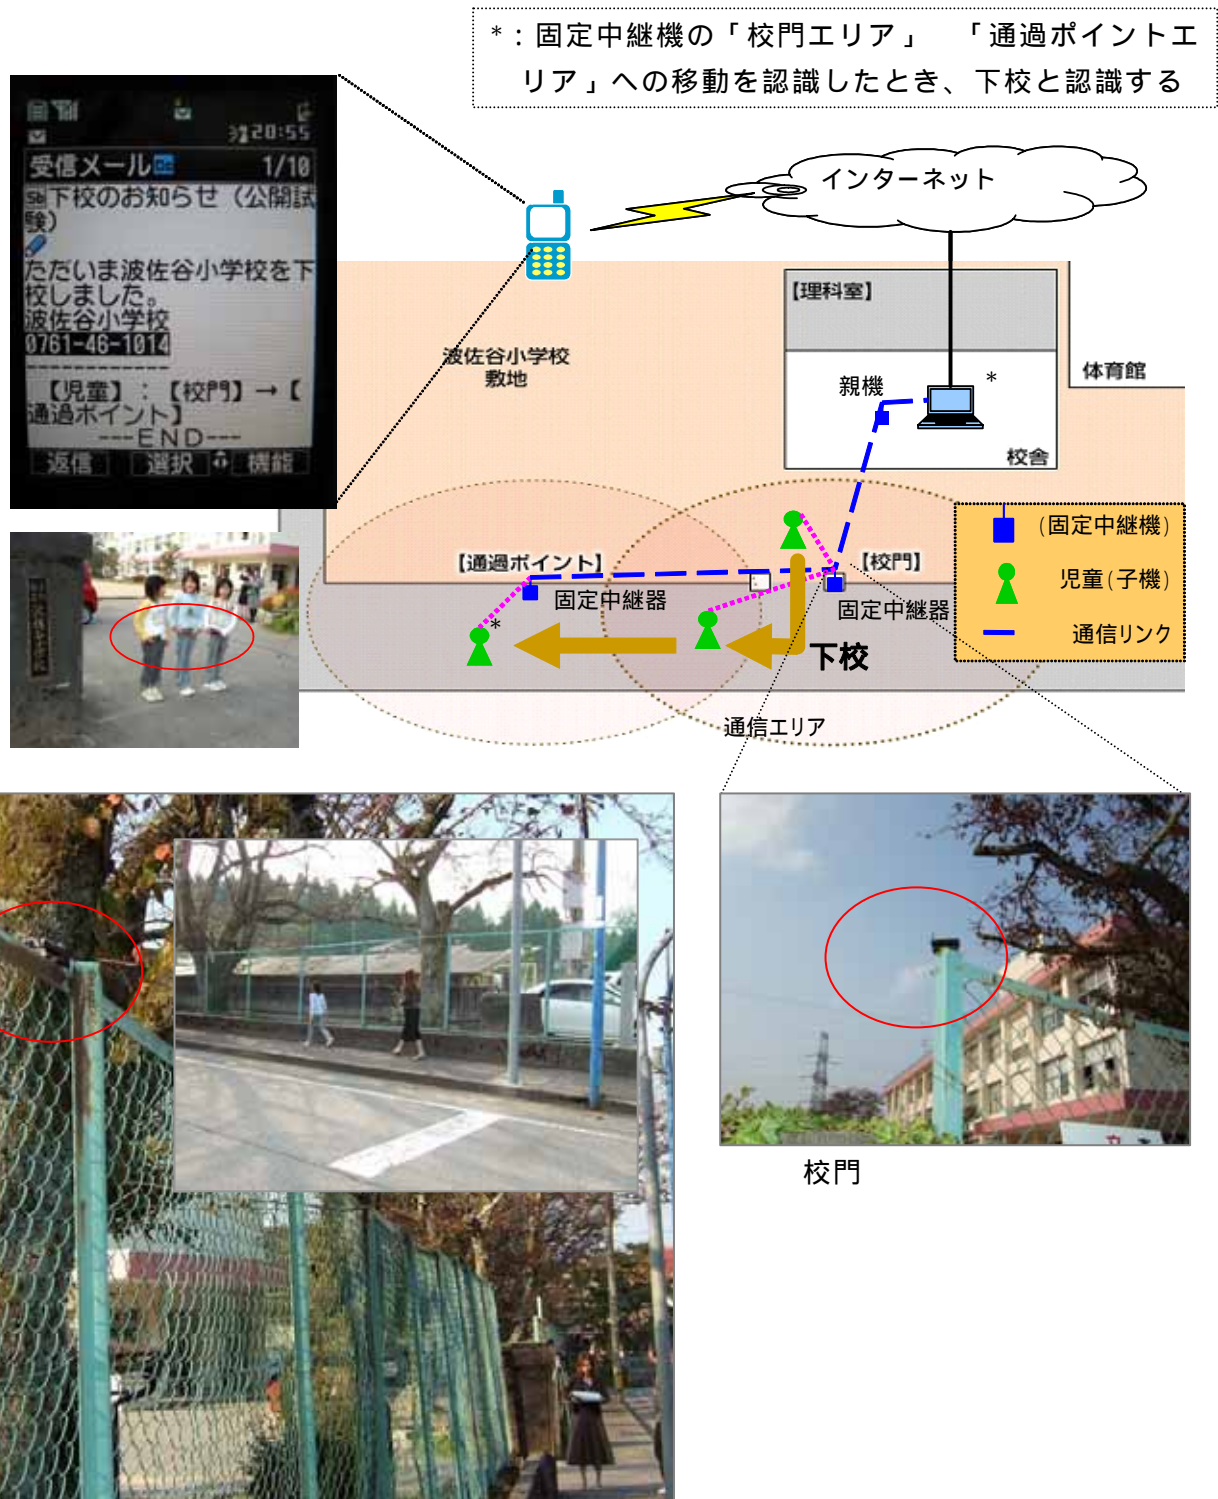 *：固定中継機の「校門エリア」　「通過ポイントエ
リア」への移動を認識したとき、下校と認識する
20:55
受信メール 1/10
下校のお知らせ（公開試
験）
ただいま波佐谷小学校を下
校しました。
波佐谷小学校
0761-46-1014
------------
【児童】：【校門】→【
通過ポイント】
---END---
返信 選択 機能
インターネット
【理科室】
波佐谷小学校
敷地
体育館
親機
*
校舎
(固定中継機)
児童(子機)
通信リンク
【通過ポイント】
【校門】
固定中継器
固定中継器
*
下校
通信エリア
校門